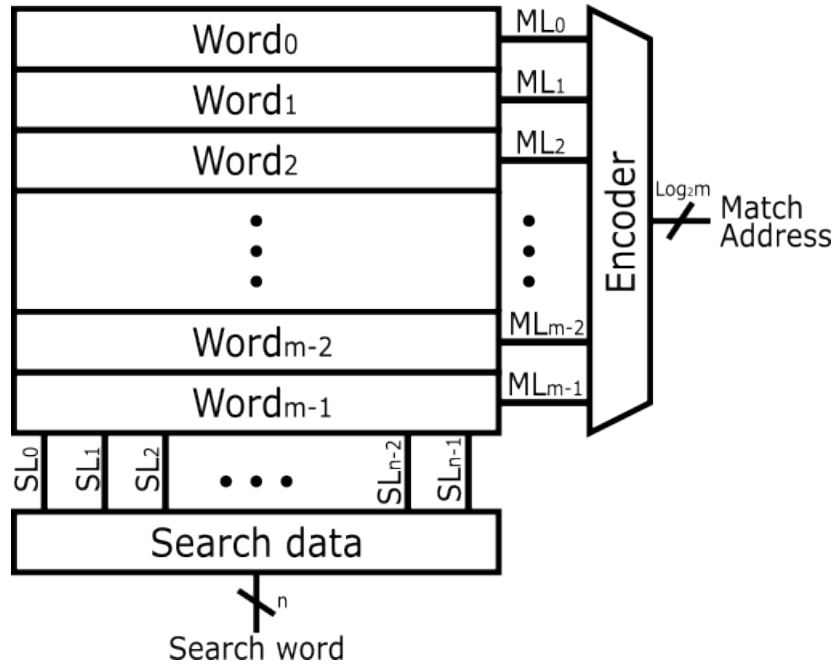 Word0 ML0
Word1 ML1
Word2 ML2
Encoder
Log2m
Match
Address
Wordm-2 MLm-2
Wordm-1 MLm-1
SL0 SL1 SL2 SLn-2 SLn-1
Search data
n
Search word